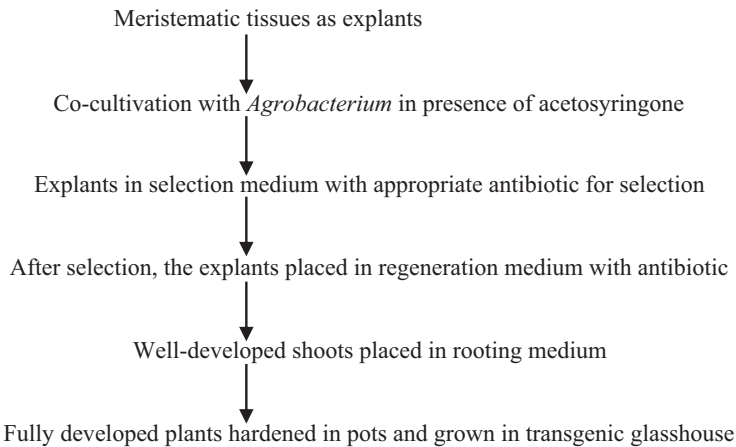 Meristematic tissues as explants
Co-cultivation with Agrobacterium in presence of acetosyringone
Explants in selection medium with appropriate antibiotic for selection
After selection, the explants placed in regeneration medium with antibiotic
Well-developed shoots placed in rooting medium
Fully developed plants hardened in pots and grown in transgenic glasshouse